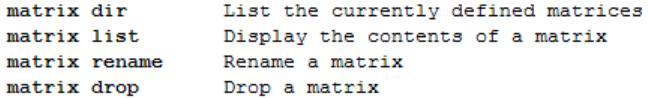 matrix dir List the currently defined matrices
matrix list Display the contents of a matrix
matrix rename Rename a matrix
matrix drop Drop a matrix